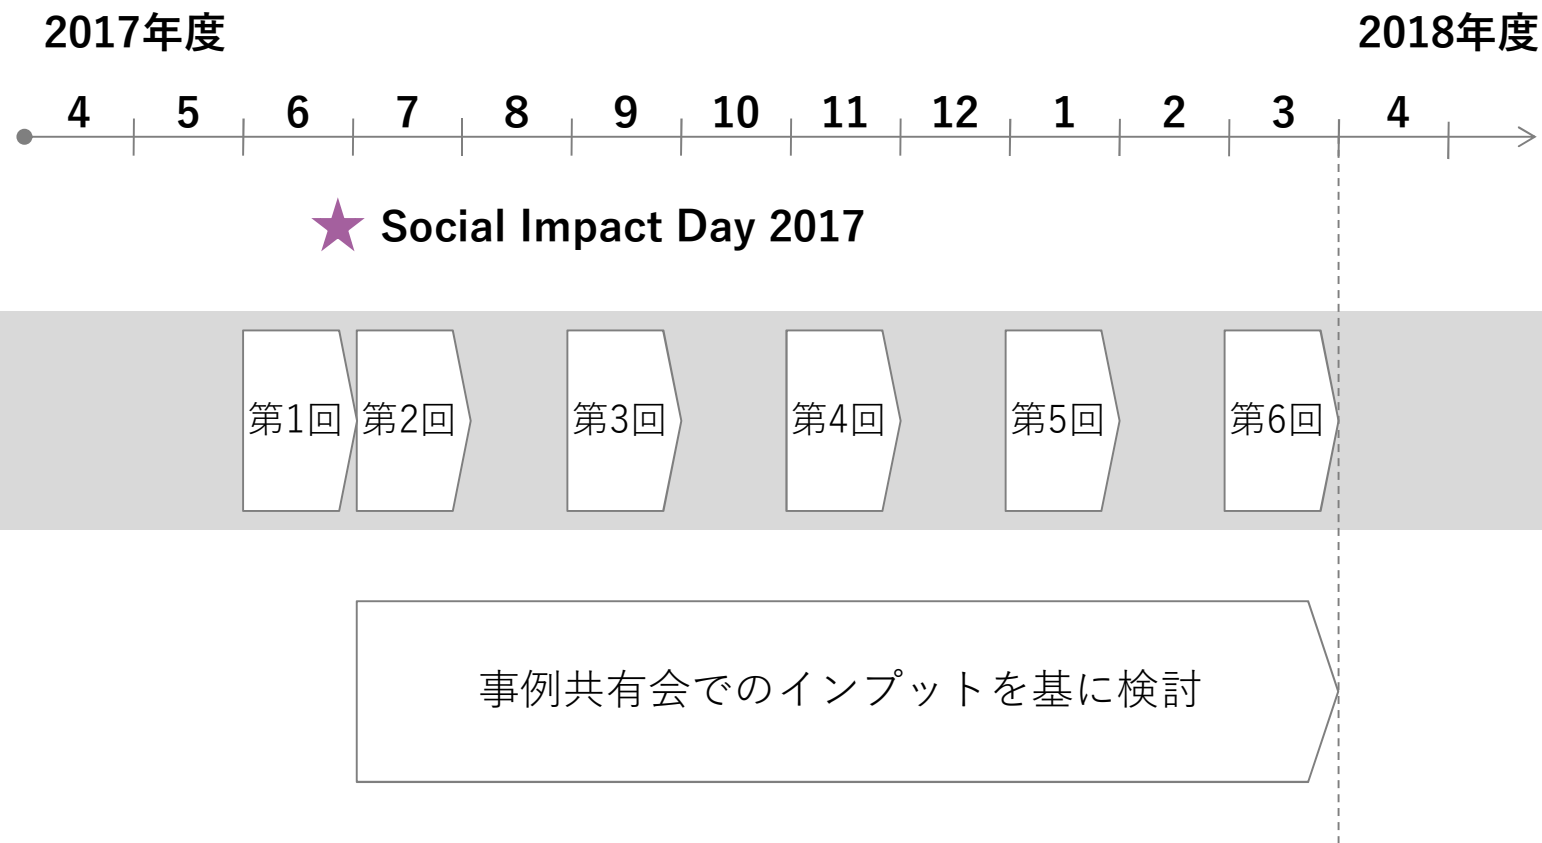 2017年度 2018年度
4 5 6 7 8 9 10 11 12 1 2 3 4
Social Impact Day 2017
第1回 第2回 第3回 第4回 第5回 第6回
事例共有会でのインプットを基に検討